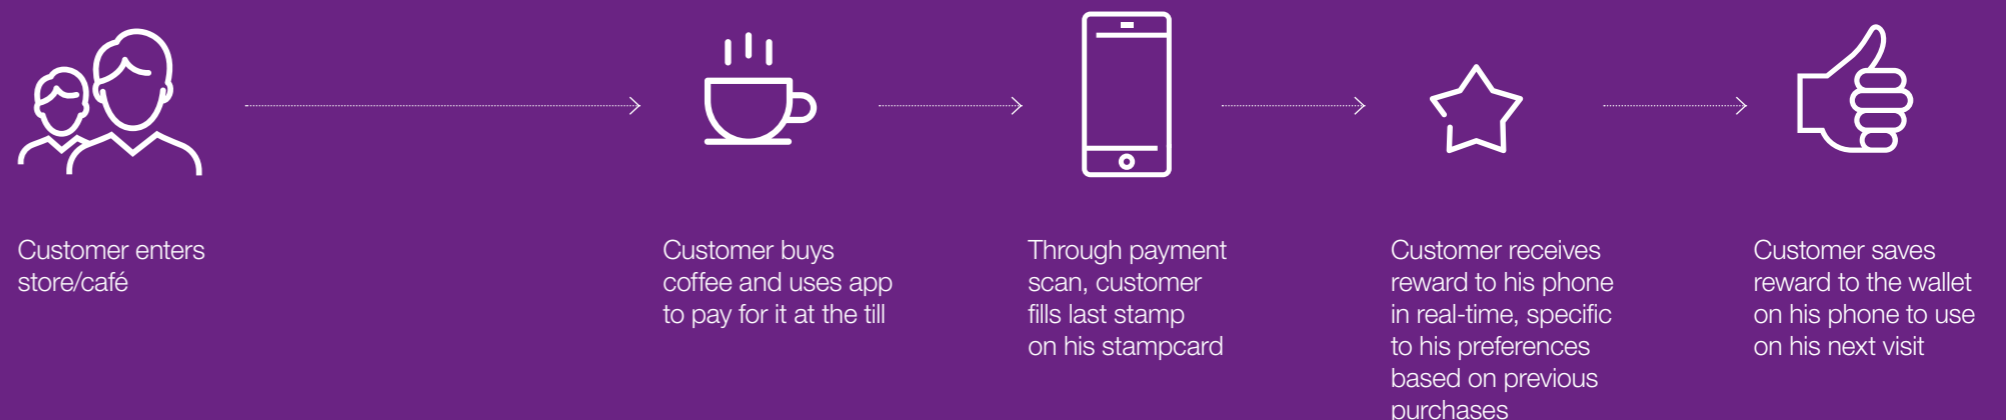 Customer enters
store/café
Customer buys
coffee and uses app
to pay for it at the till
Through payment
scan, customer
fills last stamp
on his stampcard
Customer receives
reward to his phone
in real-time, specific
to his preferences
based on previous
purchases
Customer saves
reward to the wallet
on his phone to use
on his next visit